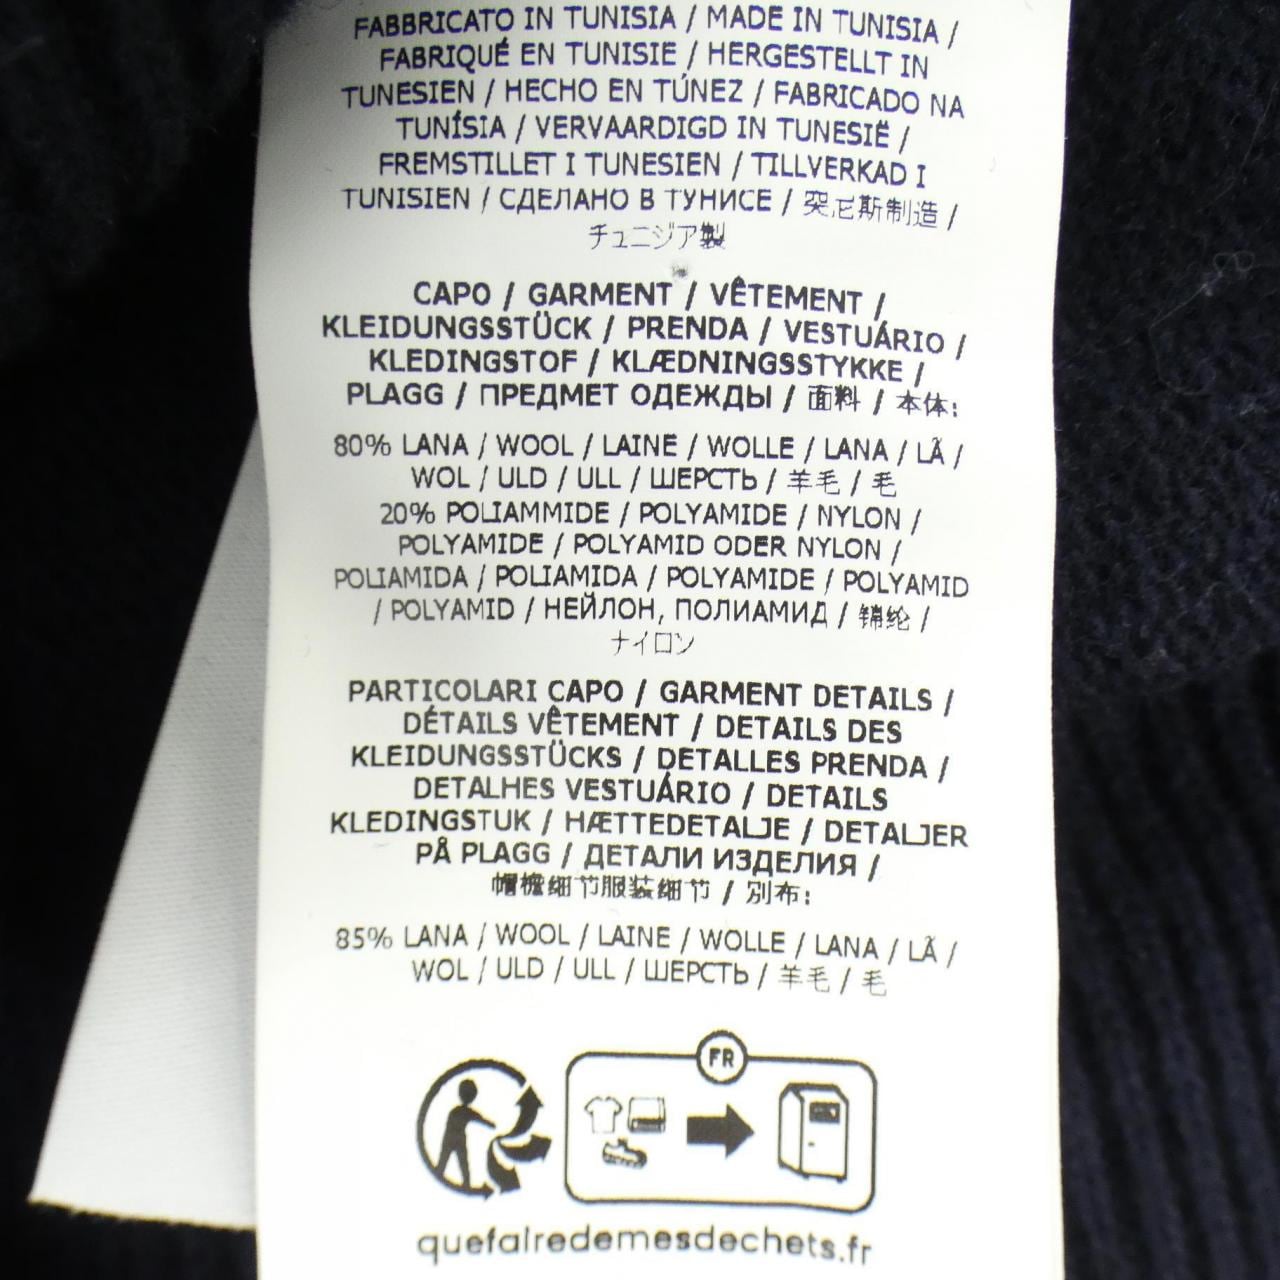 FABBRICATO IN TUNISIA / MADE IN TUNISIA /
FABRIQUÉ EN TUNISIE / HERGESTELLT IN
TUNESIEN / HECHO EN TÚNEZ / FABRICADO NA
TUNÍSIA / VERVAARDIGD IN TUNESIË /
FREMSTILLET I TUNESIEN / TILLVERKAD I
TUNISIEN / СДЕЛАНО В ТУНИСЕ / 突尼斯制造 /
チュニジア製
CAPO / GARMENT / VÊTEMENT /
KLEIDUNGSSTÜCK / PRENDA / VESTUÁRIO /
KLEDINGSTOF / KLÆDNINGSSTYKKE /
PLAGG / ПРЕДМЕТ ОДЕЖДЫ / 面料 / 本体:
80% LANA / WOOL / LAINE / WOLLE / LANA / LÃ /
WOL / ULD / ULL / ШЕРСТЬ / 羊毛 / 毛
20% POLIAMMIDE / POLYAMIDE / NYLON /
POLYAMIDE / POLYAMID ODER NYLON /
POLIAMIDA / POLIAMIDA / POLYAMIDE / POLYAMID
/ POLYAMID / НЕЙЛОН, ПОЛИАМИД / 锦纶 /
ナイロン
PARTICOLARI CAPO / GARMENT DETAILS /
DÉTAILS VÊTEMENT / DETAILS DES
KLEIDUNGSSTÜCKS / DETALLES PRENDA /
DETALHES VESTUÁRIO / DETAILS
KLEDINGSTUK / HÆTTEDETALJE / DETALJER
PÅ PLAGG / ДЕТАЛИ ИЗДЕЛИЯ /
帽檐细节服装细节 / 別布:
85% LANA / WOOL / LAINE / WOLLE / LANA / LÃ /
WOL / ULD / ULL / ШЕРСТЬ / 羊毛 / 毛
FR
quefairedemesdechets.fr